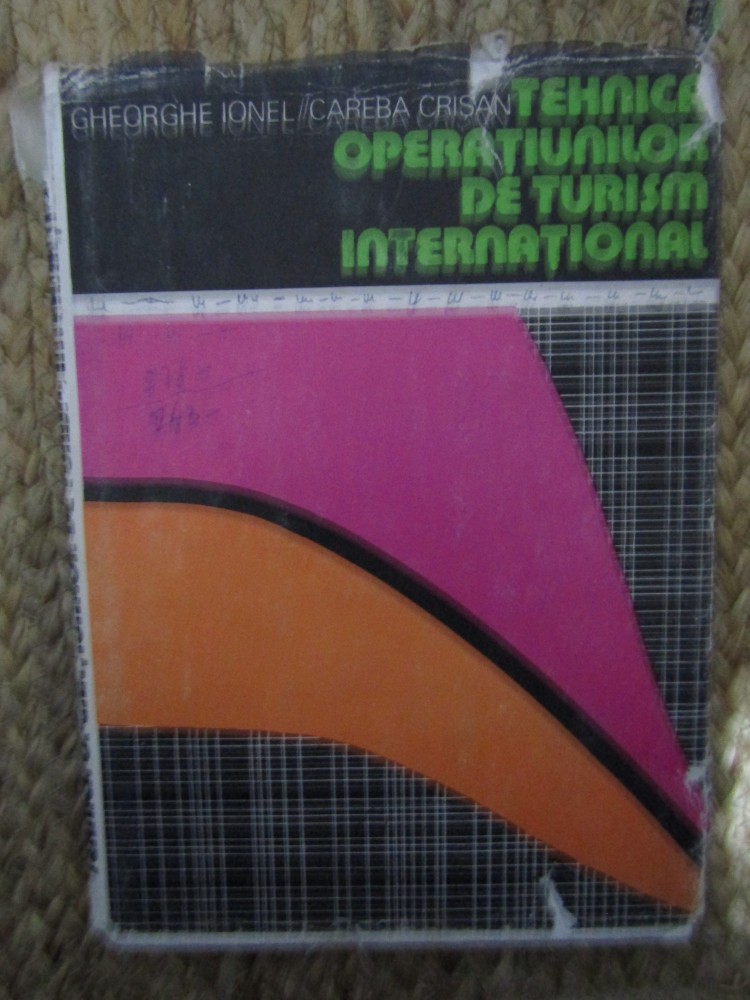 GHEORGHE IONEL//CAREBA CRISAN
TEHNICA
OPERAȚIUNILOR
DE TURISM
INTERNAȚIONAL